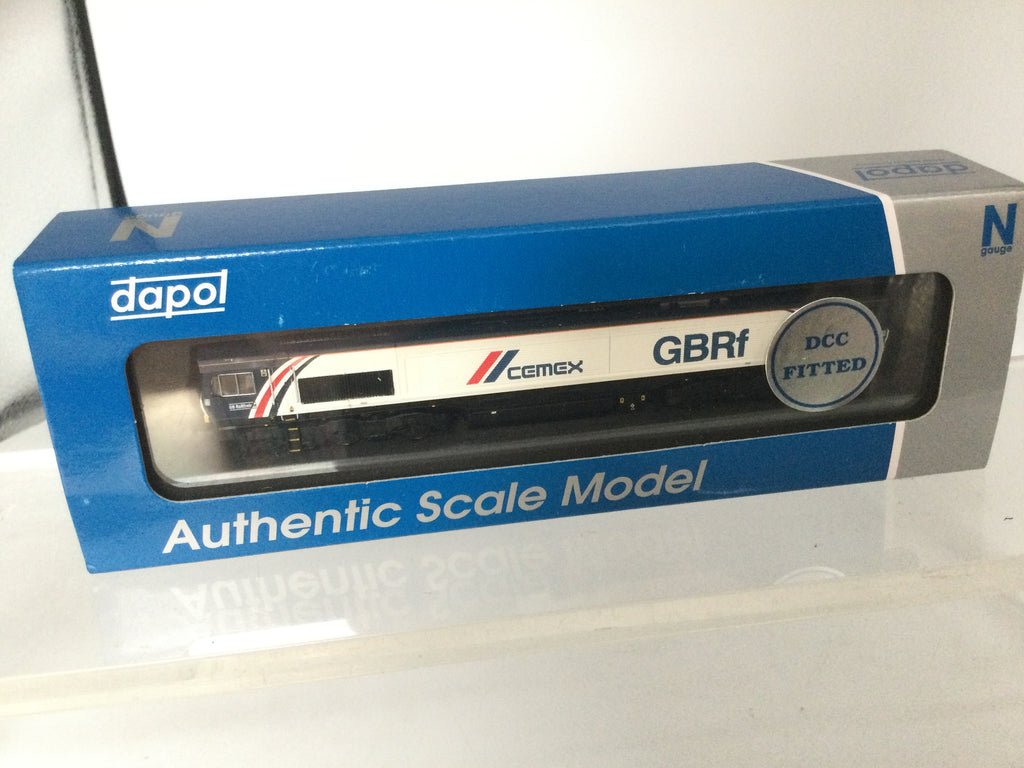 N
dapol
N
gauge
dapol
CEMEX
GBRf
DCC
FITTED
Authentic Scale Model